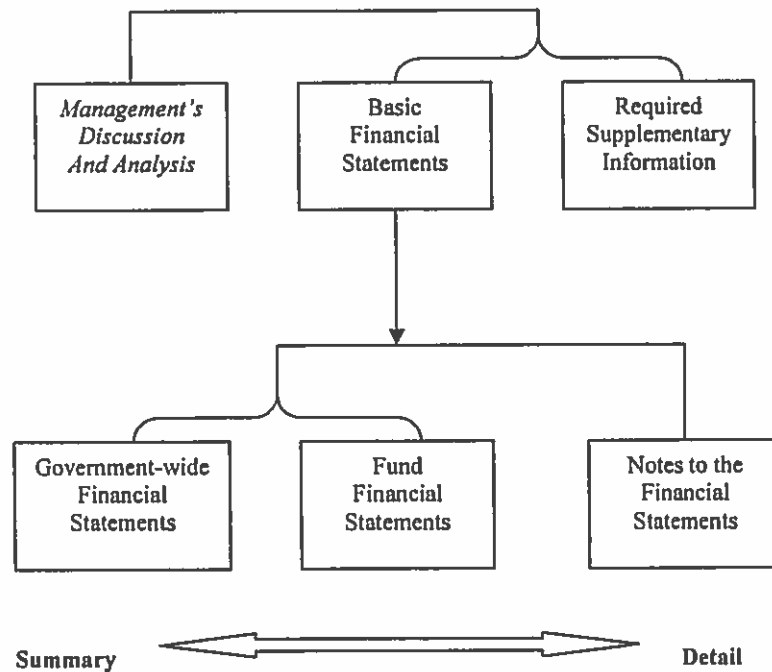 Management's
Discussion
And Analysis
Basic
Financial
Statements
Required
Supplementary
Information
Government-wide
Financial
Statements
Fund
Financial
Statements
Notes to the
Financial
Statements
Summary
Detail